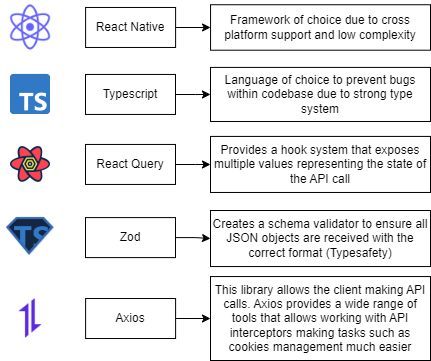 React Native
Framework of choice due to cross
platform support and low complexity
TS
Typescript
Language of choice to prevent bugs
within codebase due to strong type
system
React Query
Provides a hook system that exposes
multiple values representing the state of
the API call
TS
Zod
Creates a schema validator to ensure all
JSON objects are received with the
correct format (Typesafety)
Axios
This library allows the client making API
calls. Axios provides a wide range of
tools that allows working with API
interceptors making tasks such as
cookies management much easier